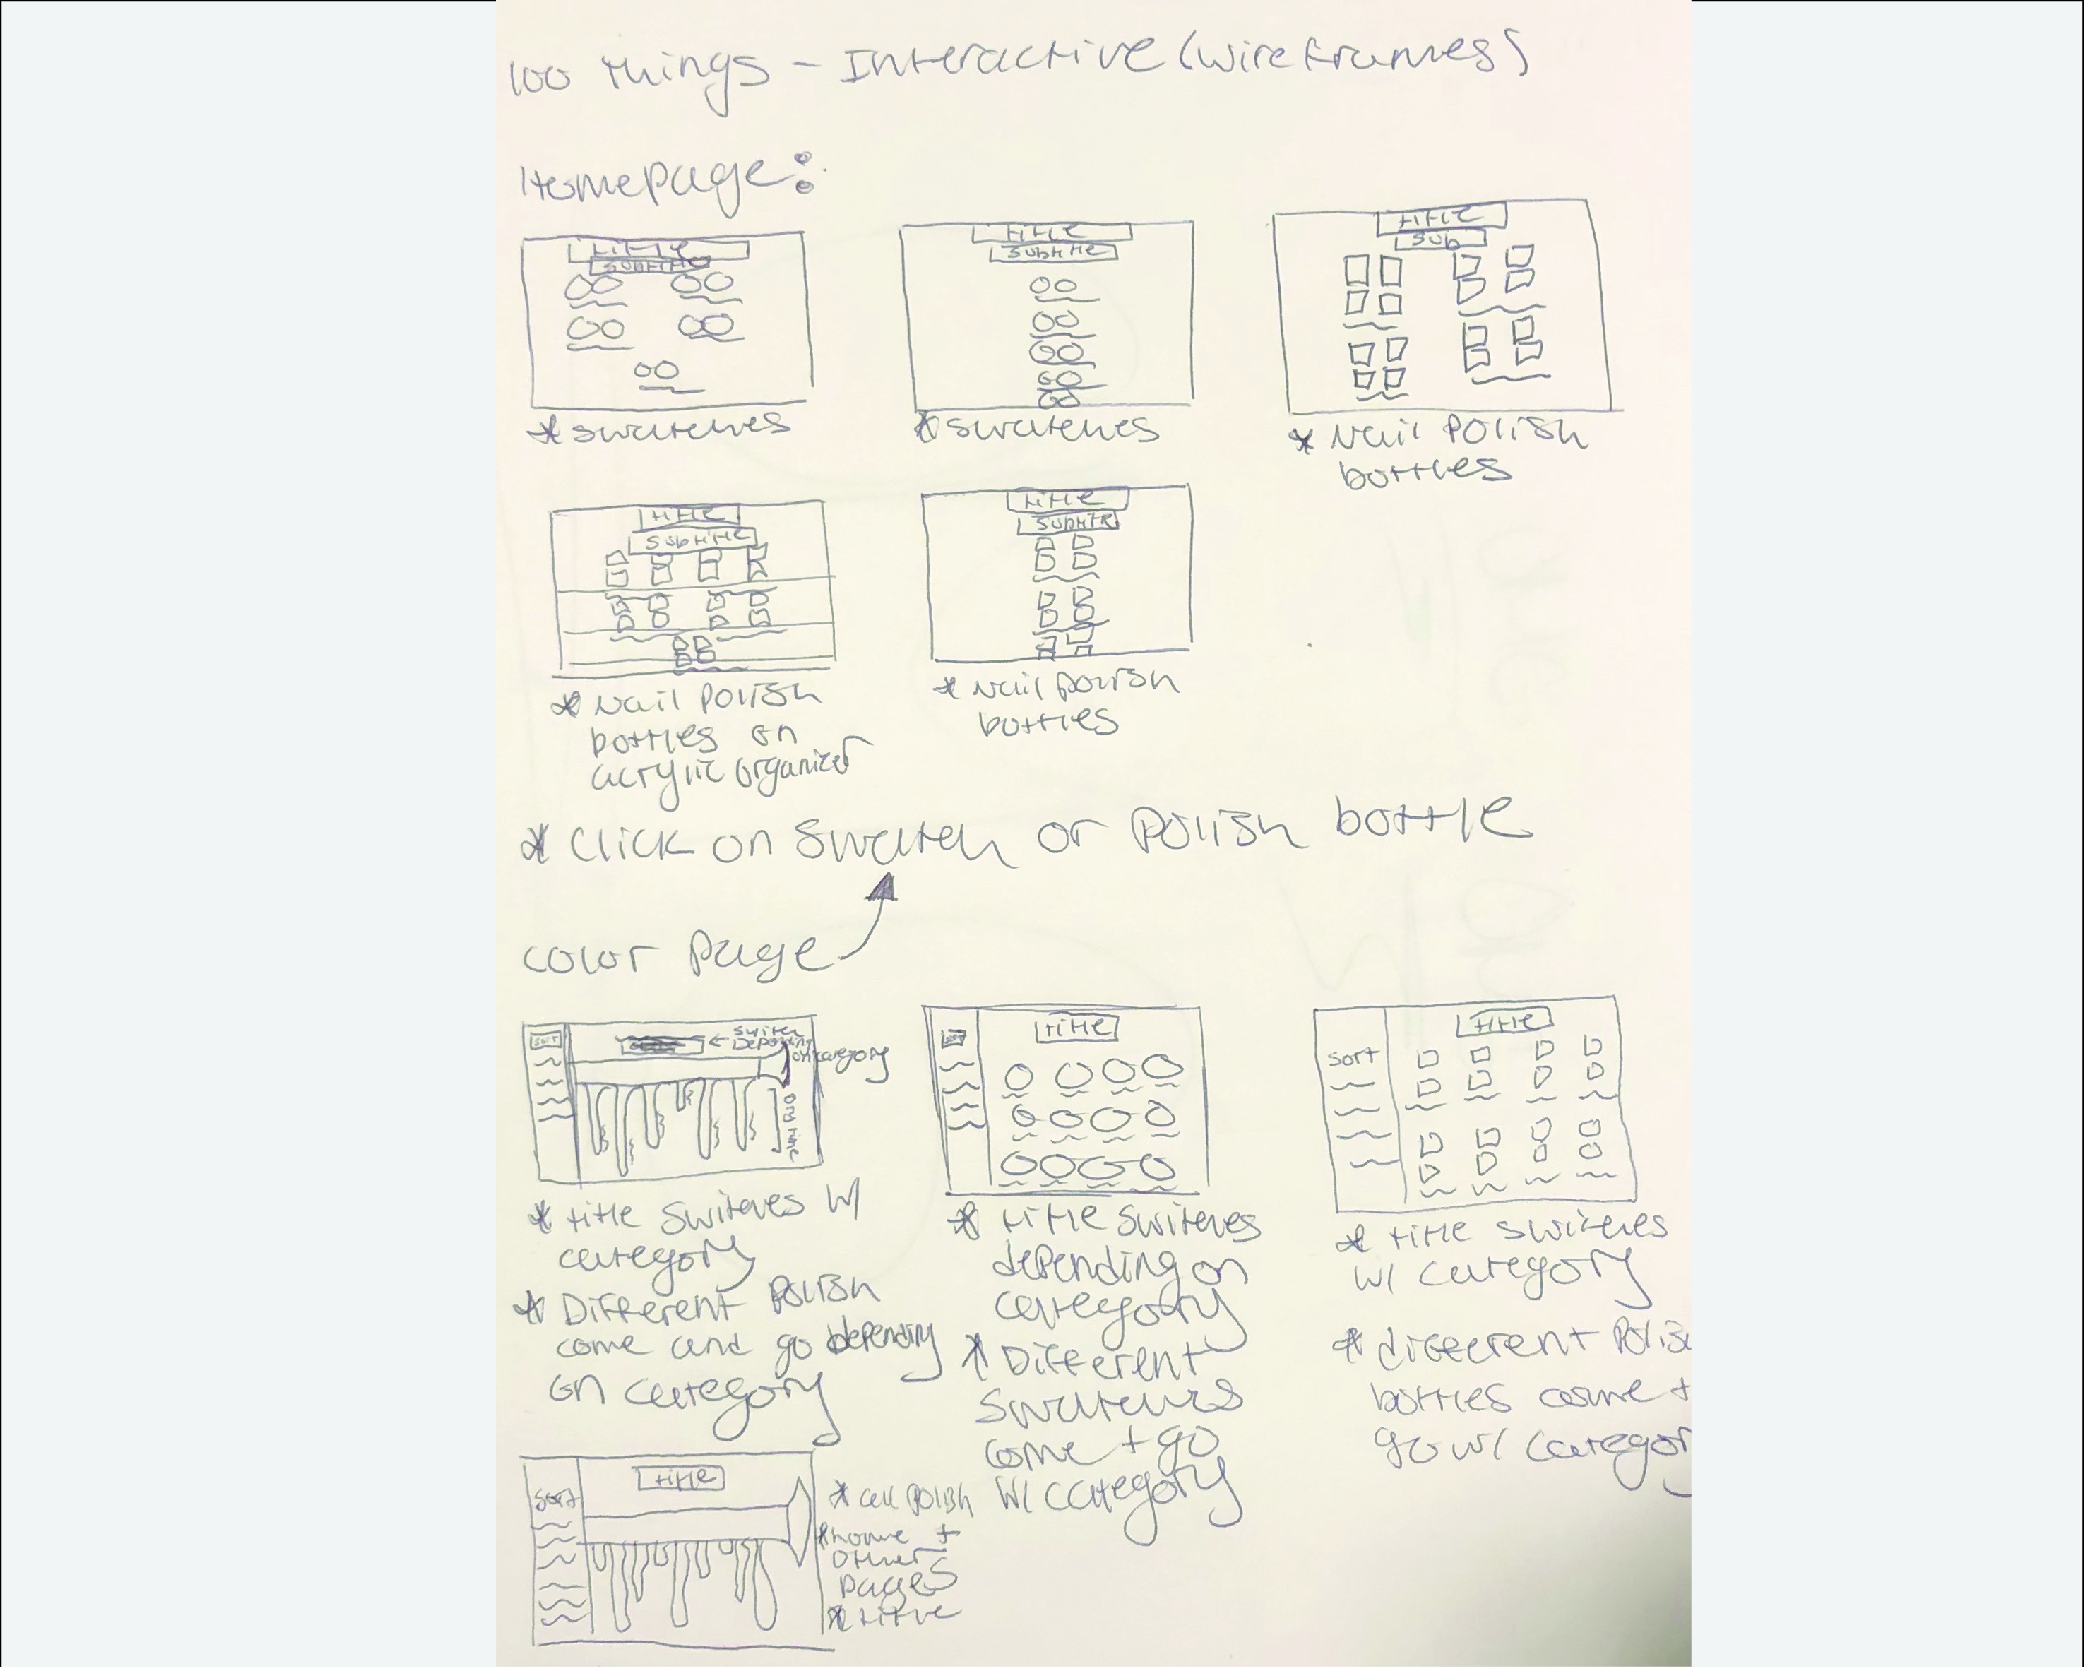 100 Things - Interactive (wireframes)
Homepage:
title
subtitle
* swatches
title
subtitle
* swatches
title
sub
* Nail Polish
bottles
title
subtitle
* Nail Polish
bottles on
acrylic organizer
title
subtitle
* Nail polish
bottles
* Click on Swatch or Polish bottle
Color Page
sort
← switch
Depending
on category
* title switches w/
category
* Different polish
come and go depending
on category
sort
title
* title switches
depending on
category
* Different
swatches
come + go
w/ category
sort
title
* title switches
w/ category
* different Polish
bottles come +
go w/ categor
sort
title
* all polish
* home +
other
pages